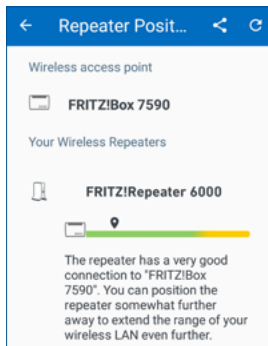 Repeater Posit...
Wireless access point
FRITZ!Box 7590
Your Wireless Repeaters
FRITZ!Repeater 6000
The repeater has a very good
connection to "FRITZ!Box
7590". You can position the
repeater somewhat further
away to extend the range of your
wireless LAN even further.